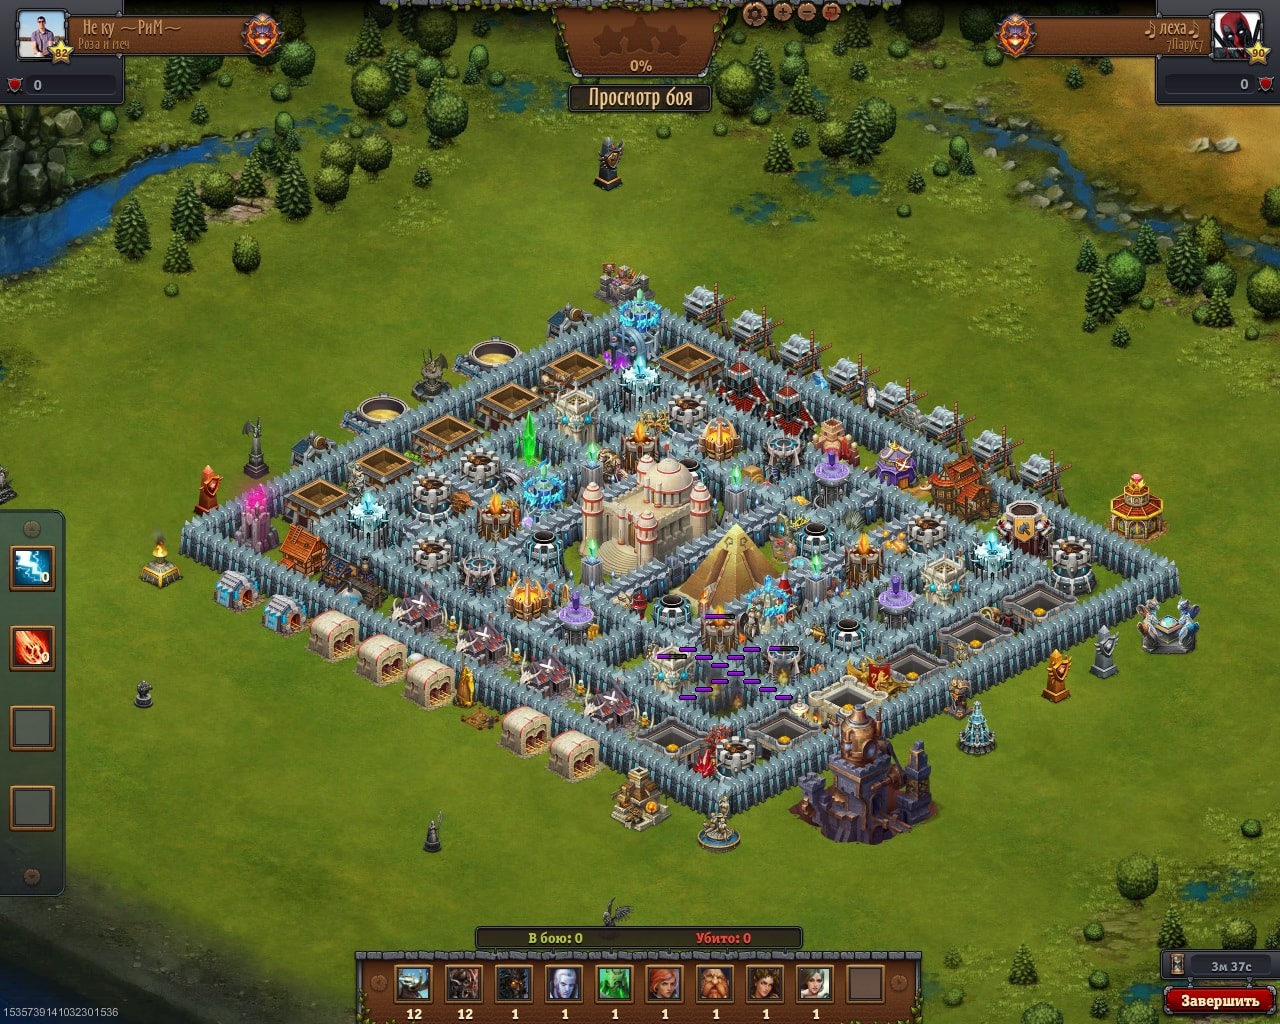 Не ку ~РиМ~
Роза и меч
82
0
0%
Просмотр боя
♫ леха♫
7Парус7
90
0
0
0
В бою: 0
Убито: 0
12 12 1 1 1 1 1 1 1
3м 37с
Завершить
1535739141032301536